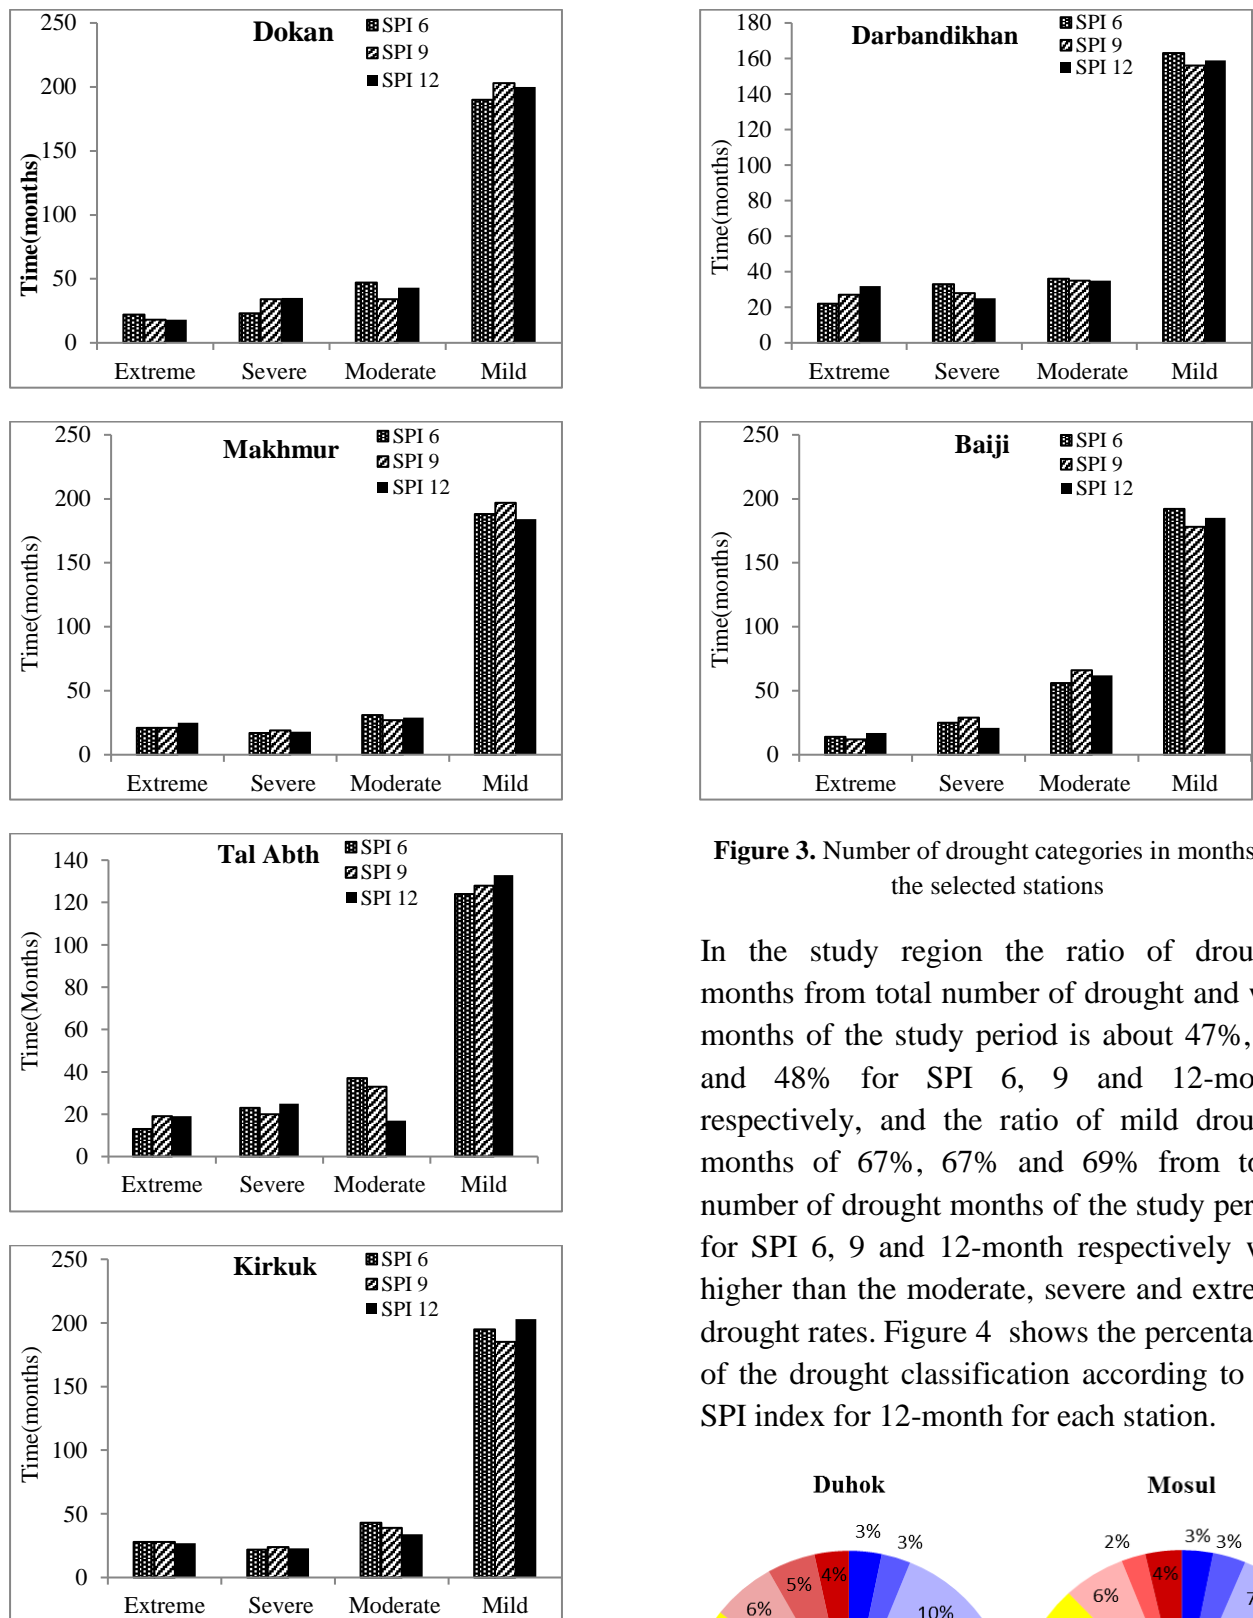 Dokan
SPI 6
SPI 9
SPI 12
250
200
150
100
50
0
Time(months)
Extreme Severe Moderate Mild
Makhmur
SPI 6
SPI 9
SPI 12
250
200
150
100
50
0
Time(months)
Extreme Severe Moderate Mild
Tal Abth
SPI 6
SPI 9
SPI 12
140
120
100
80
60
40
20
0
Time(Months)
Extreme Severe Moderate Mild
Kirkuk
SPI 6
SPI 9
SPI 12
250
200
150
100
50
0
Time(months)
Extreme Severe Moderate Mild
Darbandikhan
SPI 6
SPI 9
SPI 12
180
160
140
120
100
80
60
40
20
0
Time(months)
Extreme Severe Moderate Mild
Baiji
SPI 6
SPI 9
SPI 12
250
200
150
100
50
0
Time(months)
Extreme Severe Moderate Mild
Figure 3. Number of drought categories in months
the selected stations
In the study region the ratio of drou
months from total number of drought and
months of the study period is about 47%,
and 48% for SPI 6, 9 and 12-mo
respectively, and the ratio of mild drou
months of 67%, 67% and 69% from to
number of drought months of the study per
for SPI 6, 9 and 12-month respectively
higher than the moderate, severe and extre
drought rates. Figure 4 shows the percenta
of the drought classification according to
SPI index for 12-month for each station.
Duhok
3%
3%
4%
5%
6%
10%
Mosul
2%
3%
3%
4%
6%
7